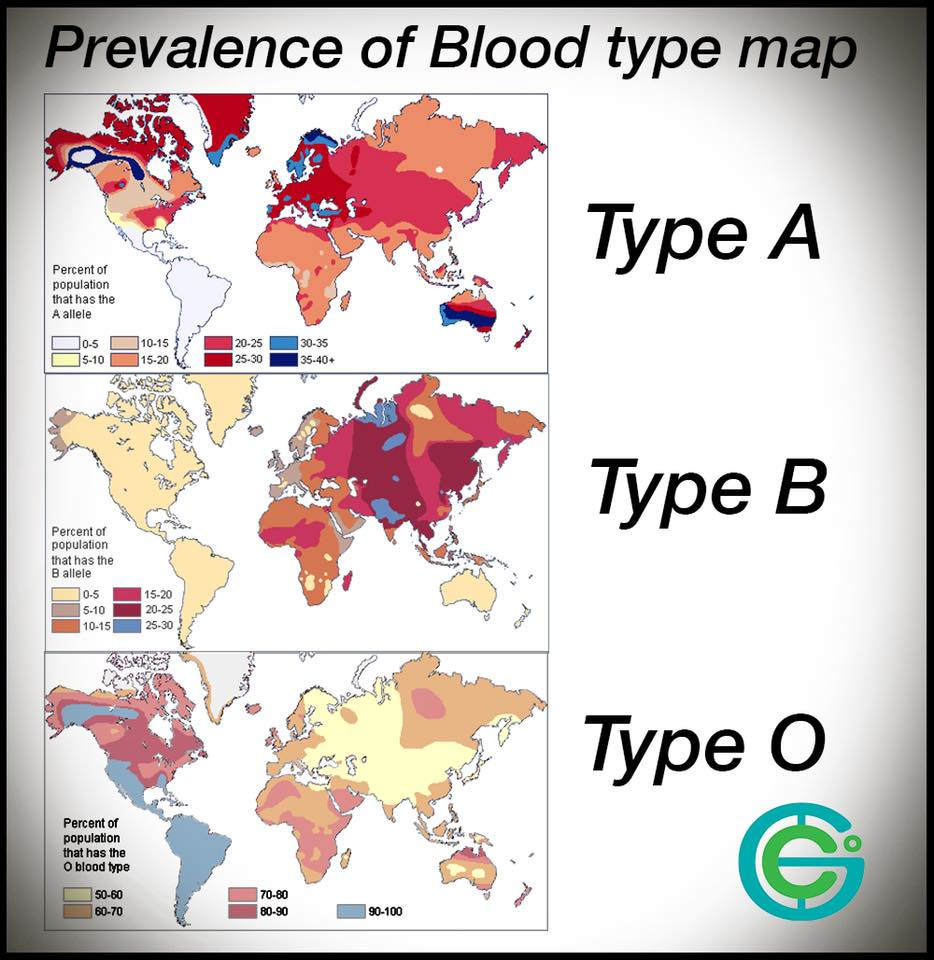 Prevalence of Blood type map
Percent of
population
that has the
A allele
0-5
10-15
20-25
30-35
5-10
15-20
25-30
35-40+
Type A
Percent of
population
that has the
B allele
0-5
15-20
5-10
20-25
10-15
25-30
Type B
Percent of
population
that has the
O blood type
50-60
70-80
60-70
80-90
90-100
Type O